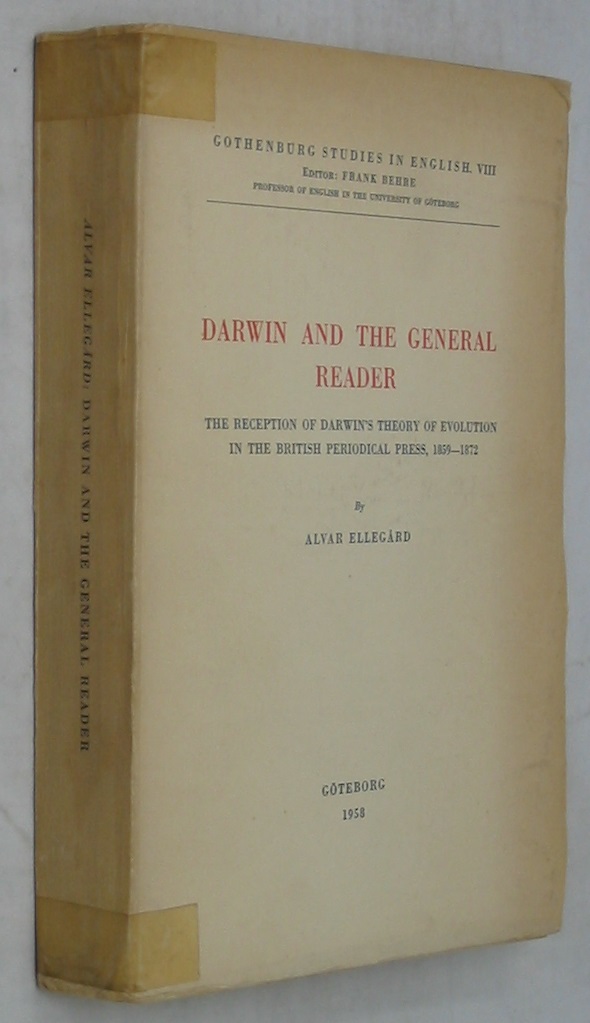 GOTHENBURG STUDIES IN ENGLISH. VIII
EDITOR: FRANK BEHRE
PROFESSOR OF ENGLISH IN THE UNIVERSITY OF GÖTEBORG
DARWIN AND THE GENERAL
READER
THE RECEPTION OF DARWIN'S THEORY OF EVOLUTION
IN THE BRITISH PERIODICAL PRESS, 1859—1872
By
ALVAR ELLEGÅRD
GÖTEBORG
1958
ALVAR ELLEGÅRD: DARWIN AND THE GENERAL READER